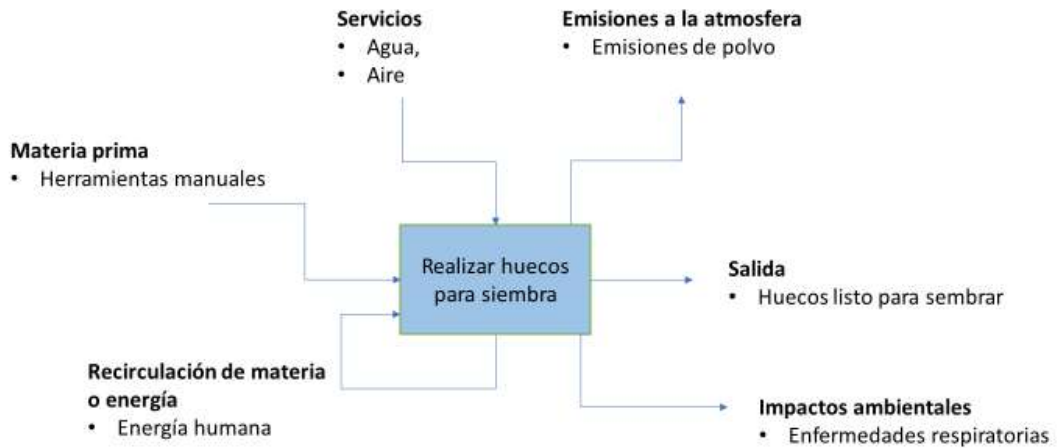 Servicios
• Agua,
• Aire
Emisiones a la atmosfera
• Emisiones de polvo
Materia prima
• Herramientas manuales
Realizar huecos
para siembra
Salida
• Huecos listo para sembrar
Recirculación de materia
o energía
• Energía humana
Impactos ambientales
• Enfermedades respiratorias